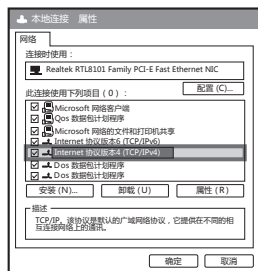 本地连接 属性
网络
连接时使用：
Realtek RTL8101 Family PCI-E Fast Ethernet NIC
配置 (C)...
此连接使用下列项目 ( O ) ：
Microsoft 网络客户端
Qos 数据包计划程序
Microsoft 网络的文件和打印机共享
Internet 协议版本6 (TCP/IPv6)
Internet 协议版本4 (TCP/IPv4)
Dos 数据包计划程序
Dos 数据包计划程序
安装 ( N )...
卸载 ( U )
属性 ( R )
描述
TCP/IP。该协议是默认的广域网络协议，它提供在不同的相
互连接网络上的通讯。
确定
取消